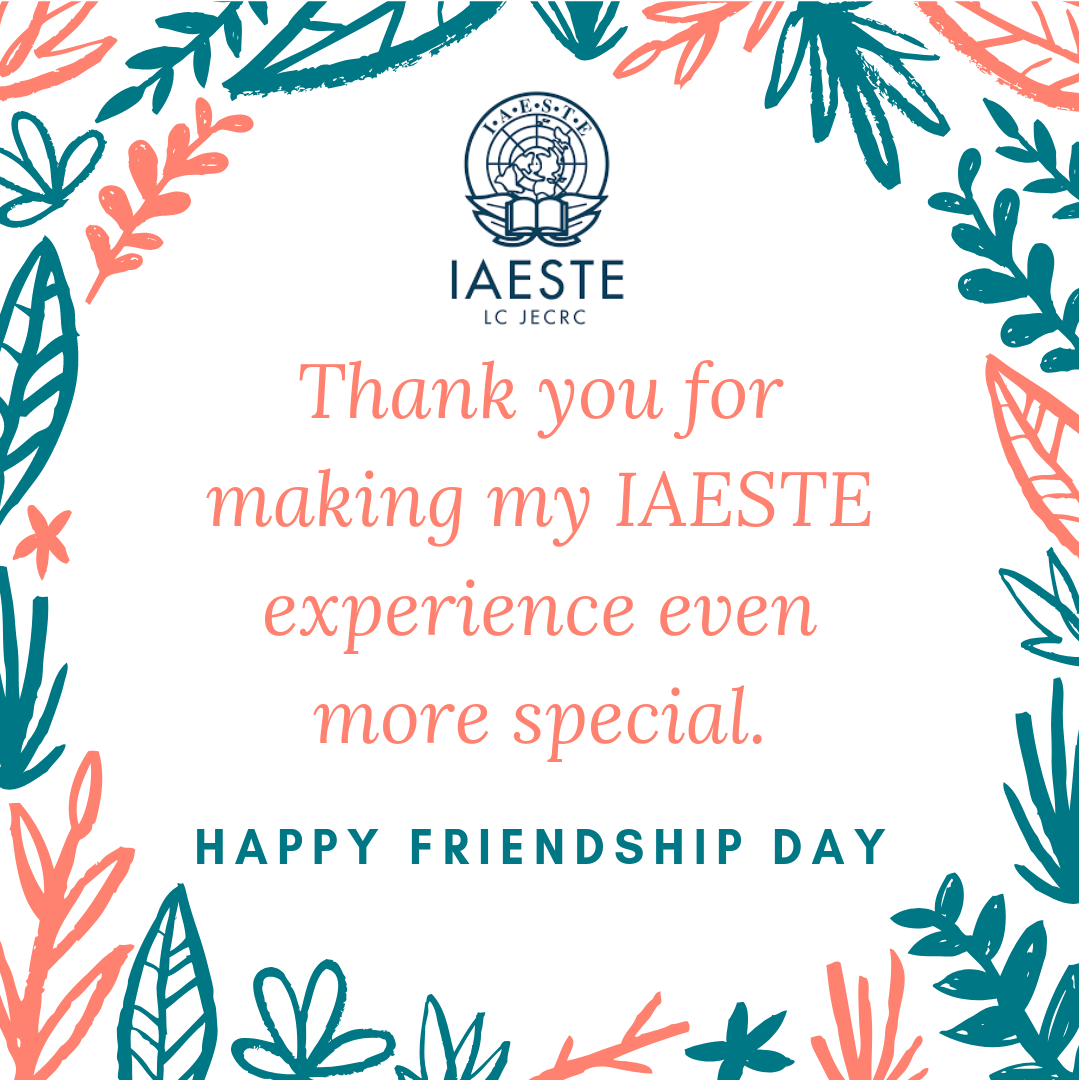 I.A.E.S.T.E
IAESTE
LC JECRC
Thank you for
making my IAESTE
experience even
more special.
HAPPY FRIENDSHIP DAY